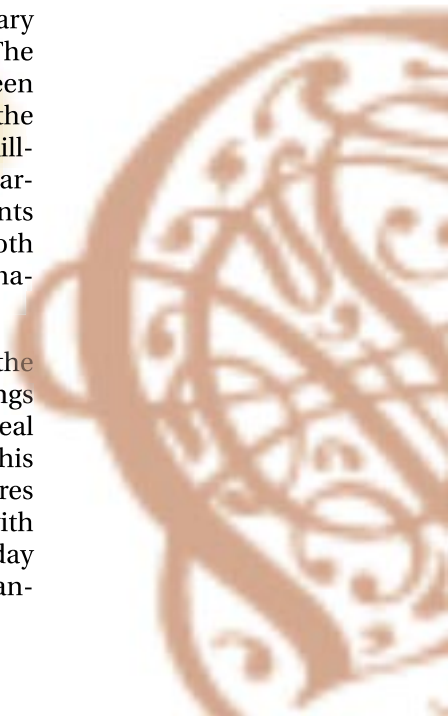 ary
The
een
the
ill-
ar-
nts
oth
na-
the
ngs
eal
his
res
ith
day
an-